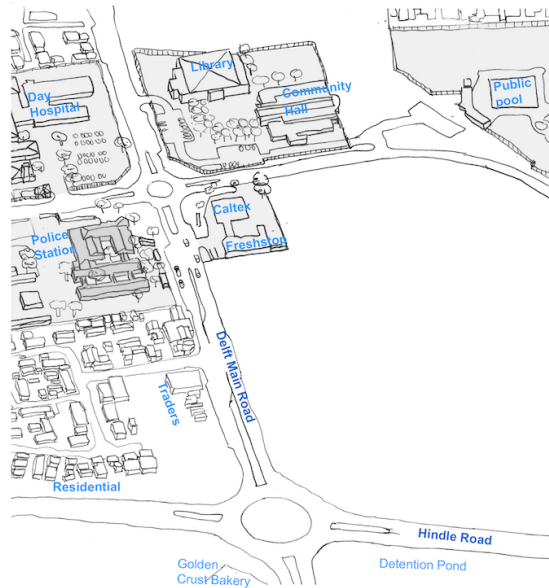 Library
Day
Hospital
Community
Hall
Public
pool
Caltex
Freshstop
Police
Station
Delft Main Road
Traders
Residential
Hindle Road
Golden
Crust Bakery
Detention Pond